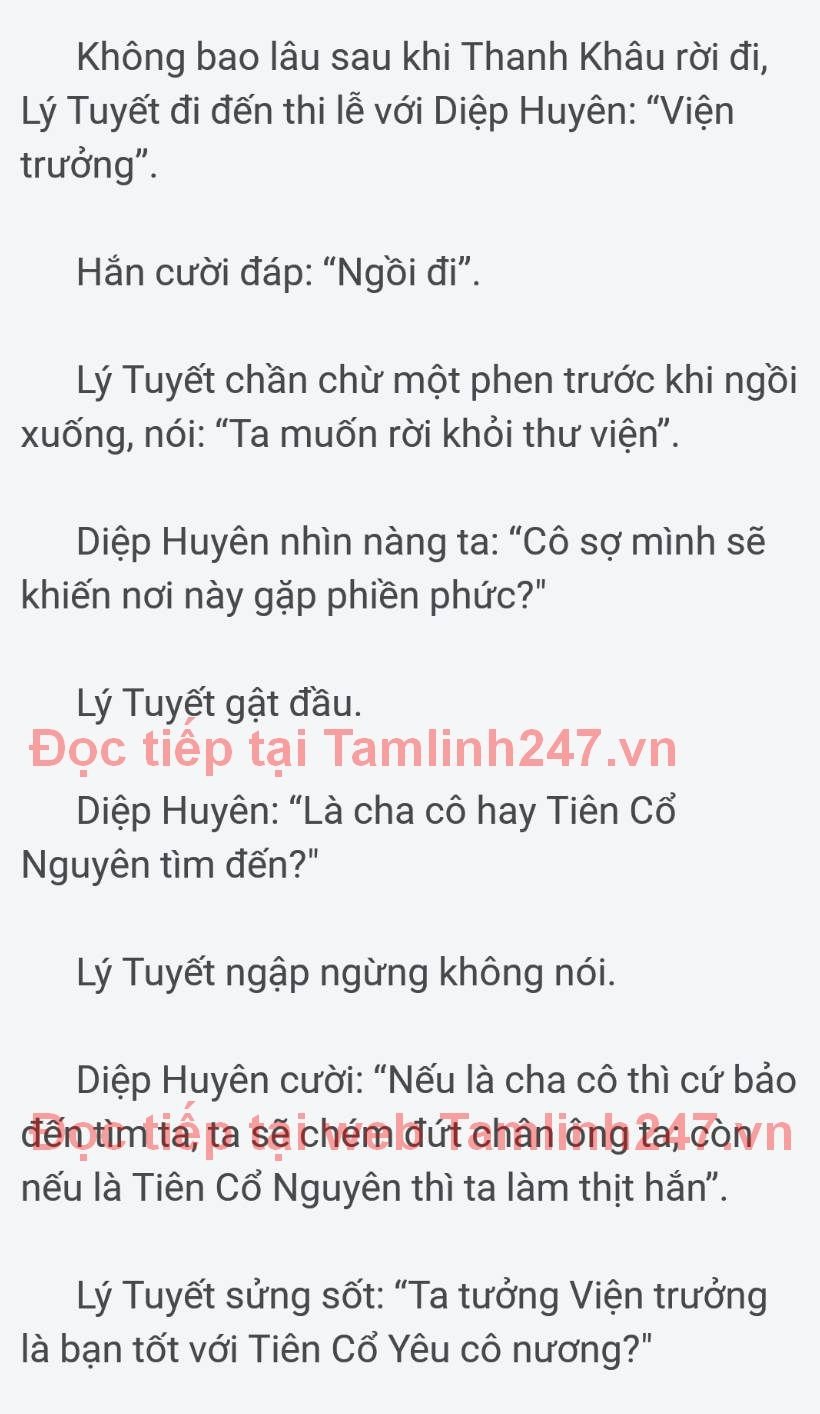 Không bao lâu sau khi Thanh Khâu rời đi,
Lý Tuyết đi đến thi lễ với Diệp Huyên: “Viện
trưởng”.
Hắn cười đáp: “Ngồi đi”.
Lý Tuyết chần chừ một phen trước khi ngồi
xuống, nói: “Ta muốn rời khỏi thư viện”.
Diệp Huyên nhìn nàng ta: “Cô sợ mình sẽ
khiến nơi này gặp phiền phức?"
Lý Tuyết gật đầu.
Đọc tiếp tại Tamlinh247.vn
Diệp Huyên: “Là cha cô hay Tiên Cổ
Nguyên tìm đến?"
Lý Tuyết ngập ngừng không nói.
Diệp Huyên cười: “Nếu là cha cô thì cứ bảo
đến tìm ta, ta sẽ chém đứt chân ông ta; còn
Đọc tiếp tại web Tamlinh247.vn
nếu là Tiên Cổ Nguyên thì ta làm thịt hắn”.
Lý Tuyết sửng sốt: “Ta tưởng Viện trưởng
là bạn tốt với Tiên Cổ Yêu cô nương?"